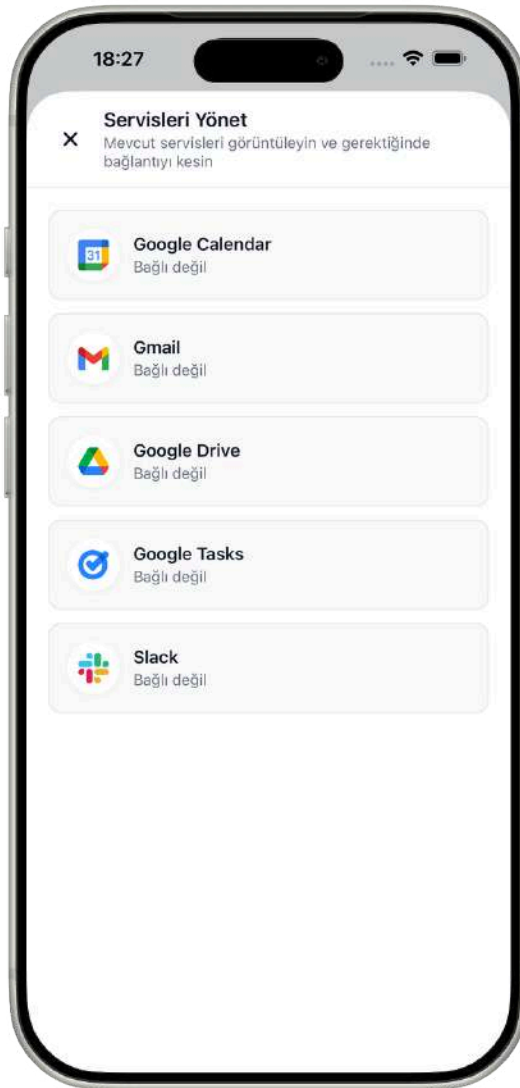 18:27
Servisleri Yönet
Mevcut servisleri görüntüleyin ve gerektiğinde
bağlantıyı kesin
31
Google Calendar
Bağlı değil
Gmail
Bağlı değil
Google Drive
Bağlı değil
Google Tasks
Bağlı değil
Slack
Bağlı değil